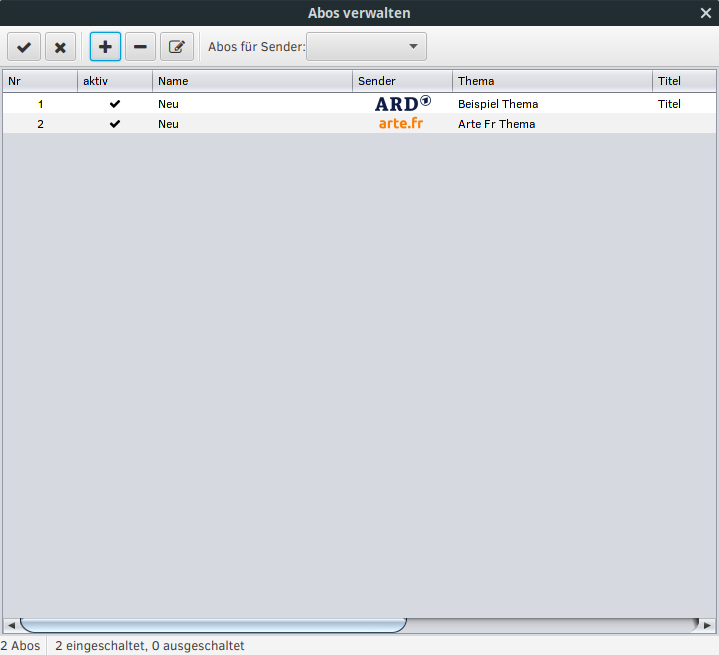 Abos verwalten
Abos für Sender:
Nr aktiv Name Sender Thema Titel
1 Neu ARD Beispiel Thema Titel
2 Neu arte.fr Arte Fr Thema
2 Abos 2 eingeschaltet, 0 ausgeschaltet